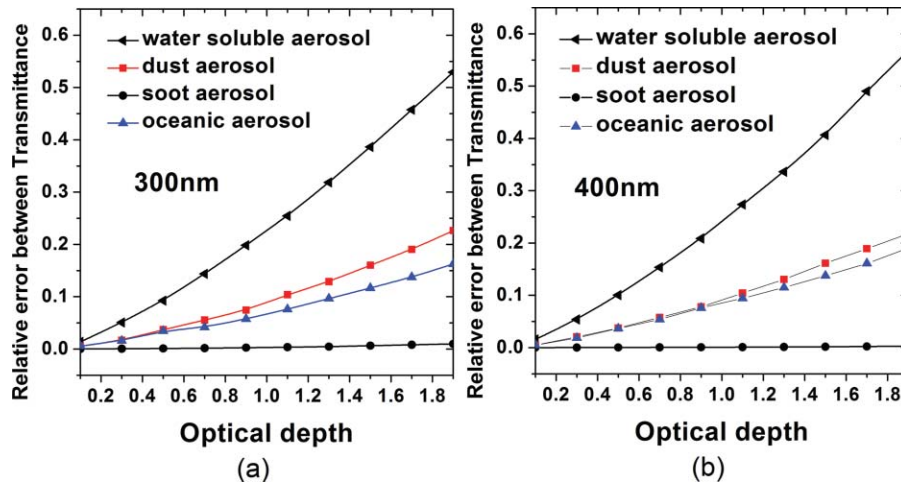 Relative error between Transmittance
0.6
0.5
0.4
0.3
0.2
0.1
0.0
water soluble aerosol
dust aerosol
soot aerosol
oceanic aerosol
300nm
0.2 0.4 0.6 0.8 1.0 1.2 1.4 1.6 1.8
Optical depth
(a)
Relative error between Transmittance
0.6
0.5
0.4
0.3
0.2
0.1
0.0
water soluble aerosol
dust aerosol
soot aerosol
oceanic aerosol
400nm
0.2 0.4 0.6 0.8 1.0 1.2 1.4 1.6 1.8
Optical depth
(b)